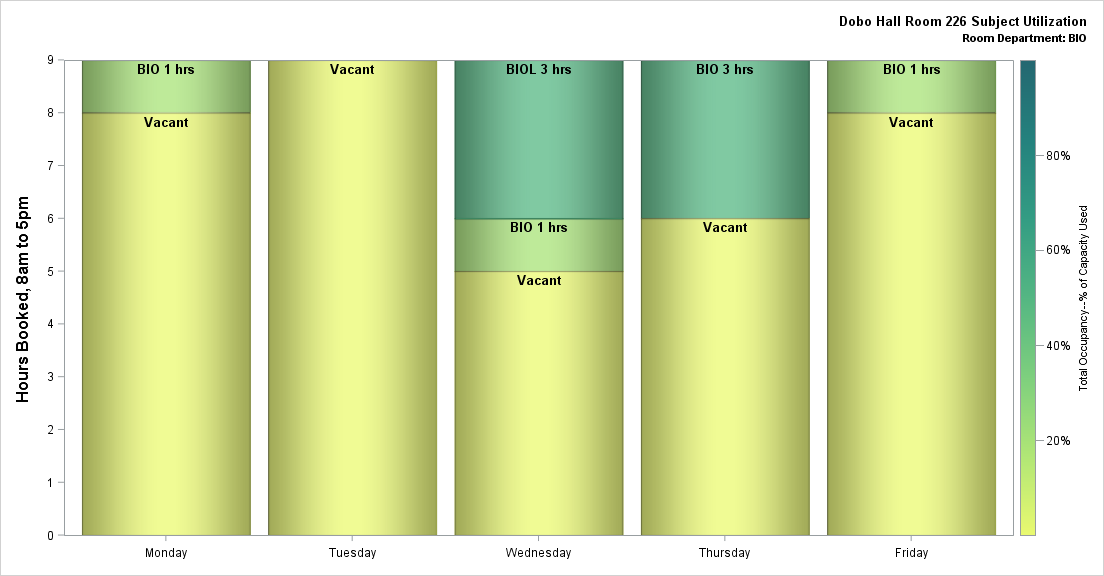 Dobo Hall Room 226 Subject Utilization
Room Department: BIO
Hours Booked, 8am to 5pm
9
8
7
6
5
4
3
2
1
0
BIO 1 hrs
Vacant
Vacant
BIOL 3 hrs
BIO 1 hrs
Vacant
BIO 3 hrs
Vacant
BIO 1 hrs
Vacant
Monday
Tuesday
Wednesday
Thursday
Friday
80%
60%
40%
20%
Total Occupancy--% of Capacity Used